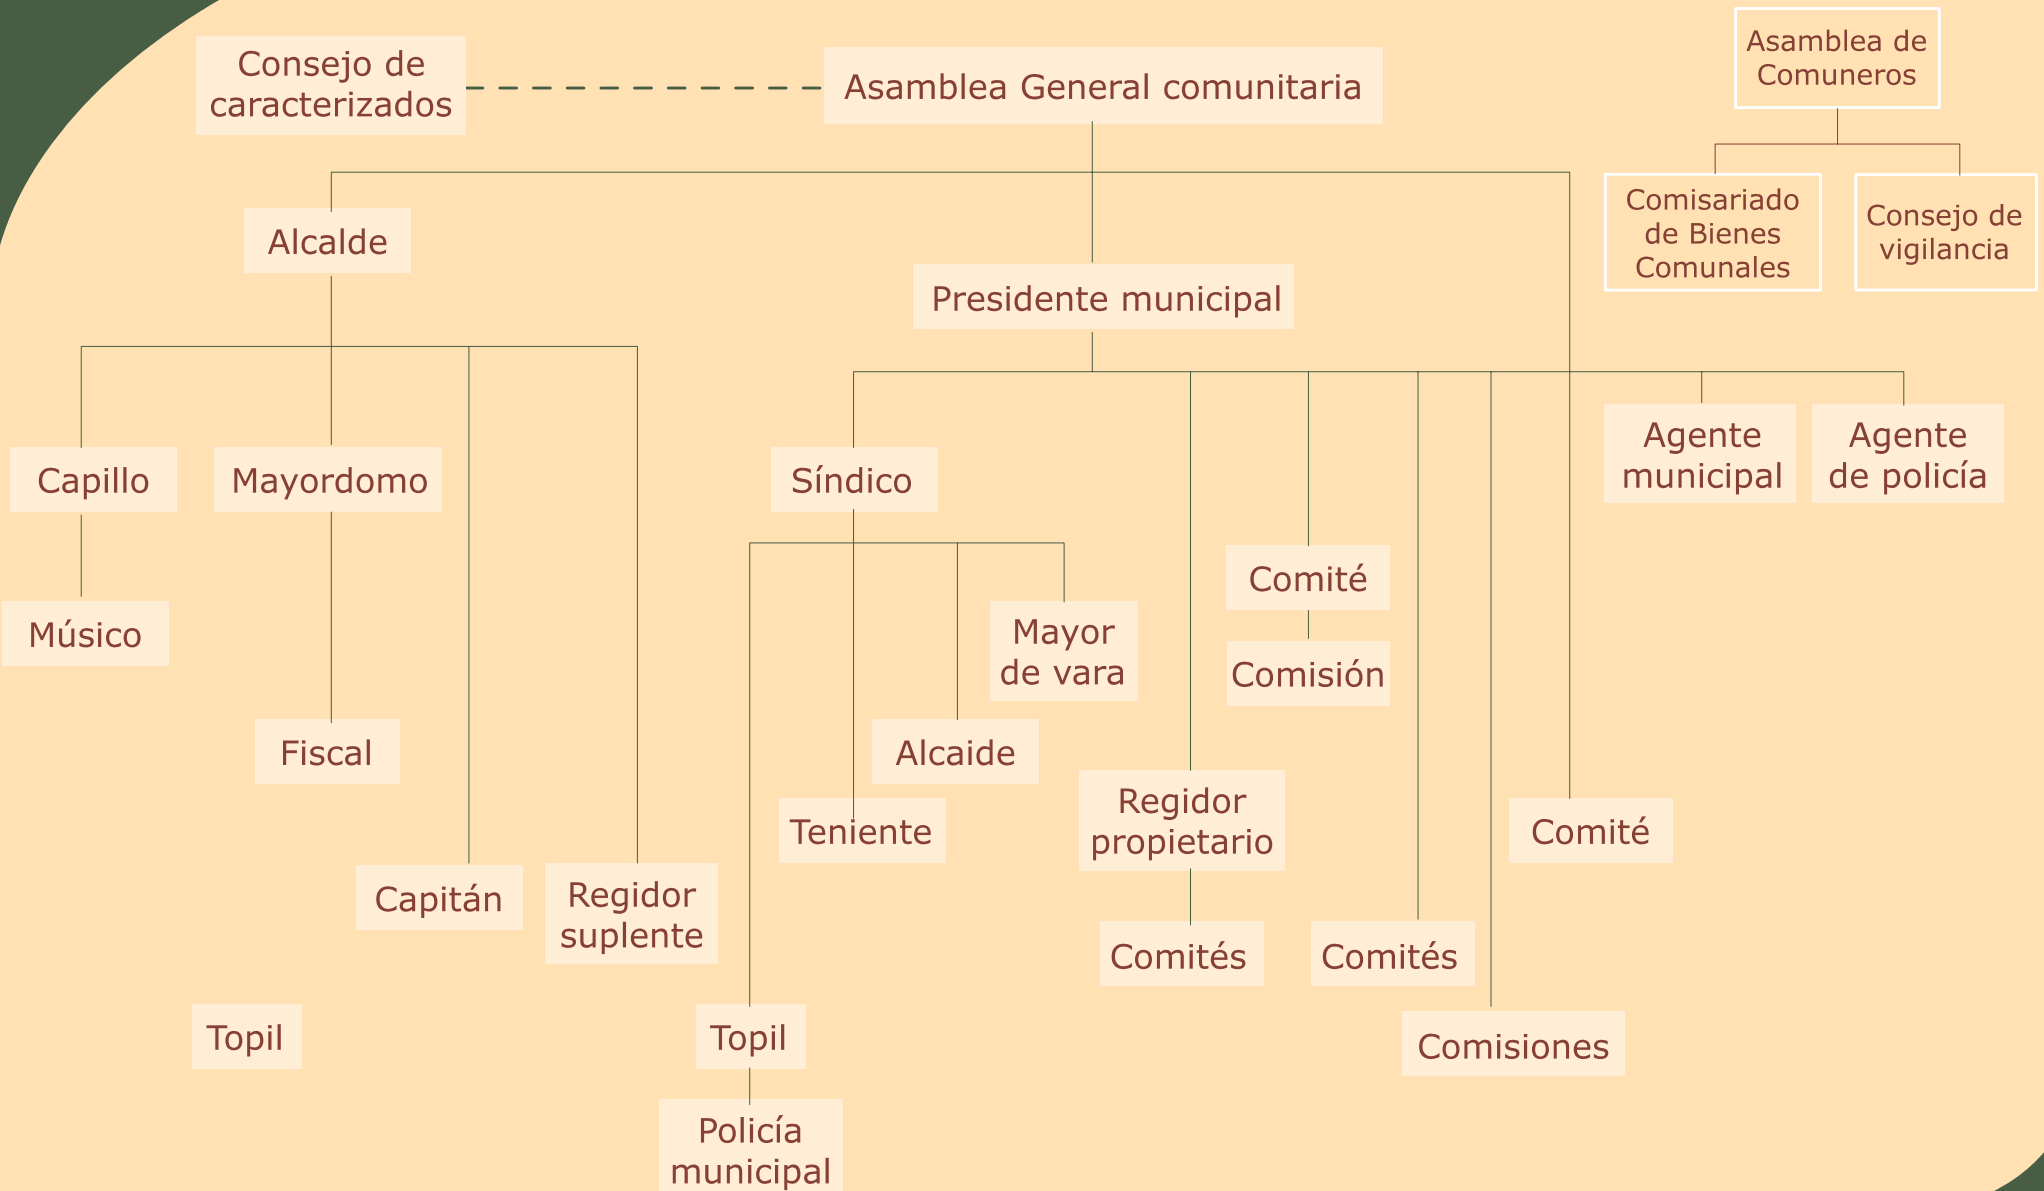 Consejo de
caracterizados
Asamblea General comunitaria
Asamblea de
Comuneros
Comisariado
de Bienes
Comunales
Consejo de
vigilancia
Alcalde
Presidente municipal
Capillo
Mayordomo
Síndico
Agente
municipal
Agente
de policía
Músico
Mayor
de vara
Comité
Comisión
Fiscal
Alcaide
Teniente
Regidor
propietario
Comité
Capitán
Regidor
suplente
Comités
Comités
Topil
Topil
Comisiones
Policía
municipal